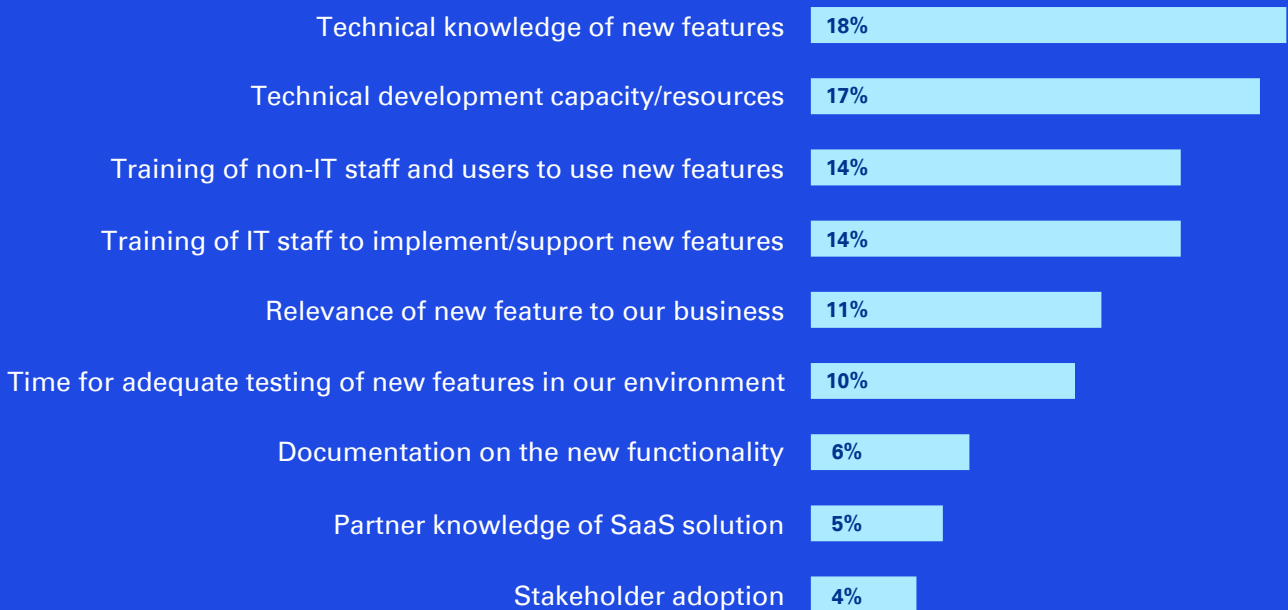 Technical knowledge of new features 18%
Technical development capacity/resources 17%
Training of non-IT staff and users to use new features 14%
Training of IT staff to implement/support new features 14%
Relevance of new feature to our business 11%
Time for adequate testing of new features in our environment 10%
Documentation on the new functionality 6%
Partner knowledge of SaaS solution 5%
Stakeholder adoption 4%